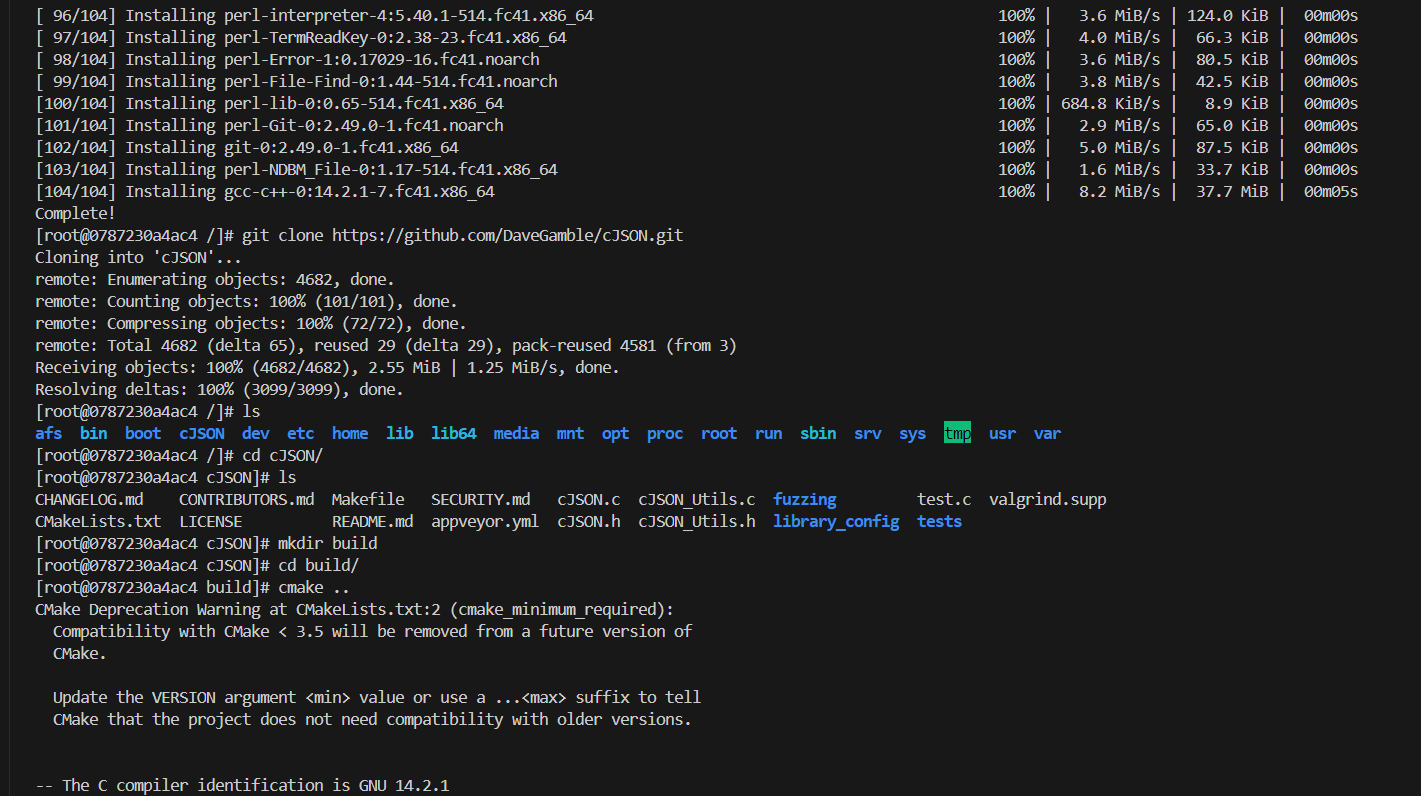 [ 96/104] Installing perl-interpreter-4:5.40.1-514.fc41.x86_64 100% | 3.6 MiB/s | 124.0 KiB | 00m00s
[ 97/104] Installing perl-TermReadKey-0:2.38-23.fc41.x86_64 100% | 4.0 MiB/s | 66.3 KiB | 00m00s
[ 98/104] Installing perl-Error-1:0.17029-16.fc41.noarch 100% | 3.6 MiB/s | 80.5 KiB | 00m00s
[ 99/104] Installing perl-File-Find-0:1.44-514.fc41.noarch 100% | 3.8 MiB/s | 42.5 KiB | 00m00s
[100/104] Installing perl-lib-0:0.65-514.fc41.x86_64 100% | 684.8 KiB/s | 8.9 KiB | 00m00s
[101/104] Installing perl-Git-0:2.49.0-1.fc41.noarch 100% | 2.9 MiB/s | 65.0 KiB | 00m00s
[102/104] Installing git-0:2.49.0-1.fc41.x86_64 100% | 5.0 MiB/s | 87.5 KiB | 00m00s
[103/104] Installing perl-NDBM_File-0:1.17-514.fc41.x86_64 100% | 1.6 MiB/s | 33.7 KiB | 00m00s
[104/104] Installing gcc-c++-0:14.2.1-7.fc41.x86_64 100% | 8.2 MiB/s | 37.7 MiB | 00m05s
Complete!
[root@0787230a4ac4 /]# git clone https://github.com/DaveGamble/cJSON.git
Cloning into 'cJSON'...
remote: Enumerating objects: 4682, done.
remote: Counting objects: 100% (101/101), done.
remote: Compressing objects: 100% (72/72), done.
remote: Total 4682 (delta 65), reused 29 (delta 29), pack-reused 4581 (from 3)
Receiving objects: 100% (4682/4682), 2.55 MiB | 1.25 MiB/s, done.
Resolving deltas: 100% (3099/3099), done.
[root@0787230a4ac4 /]# ls
afs bin boot cJSON dev etc home lib lib64 media mnt opt proc root run sbin srv sys tmp usr var
[root@0787230a4ac4 /]# cd cJSON/
[root@0787230a4ac4 cJSON]# ls
CHANGELOG.md CONTRIBUTORS.md Makefile SECURITY.md cJSON.c cJSON_Utils.c fuzzing test.c valgrind.supp
CMakeLists.txt LICENSE README.md appveyor.yml cJSON.h cJSON_Utils.h library_config tests
[root@0787230a4ac4 cJSON]# mkdir build
[root@0787230a4ac4 cJSON]# cd build/
[root@0787230a4ac4 build]# cmake ..
CMake Deprecation Warning at CMakeLists.txt:2 (cmake_minimum_required):
Compatibility with CMake < 3.5 will be removed from a future version of
CMake.
Update the VERSION argument <min> value or use a ...<max> suffix to tell
CMake that the project does not need compatibility with older versions.
-- The C compiler identification is GNU 14.2.1